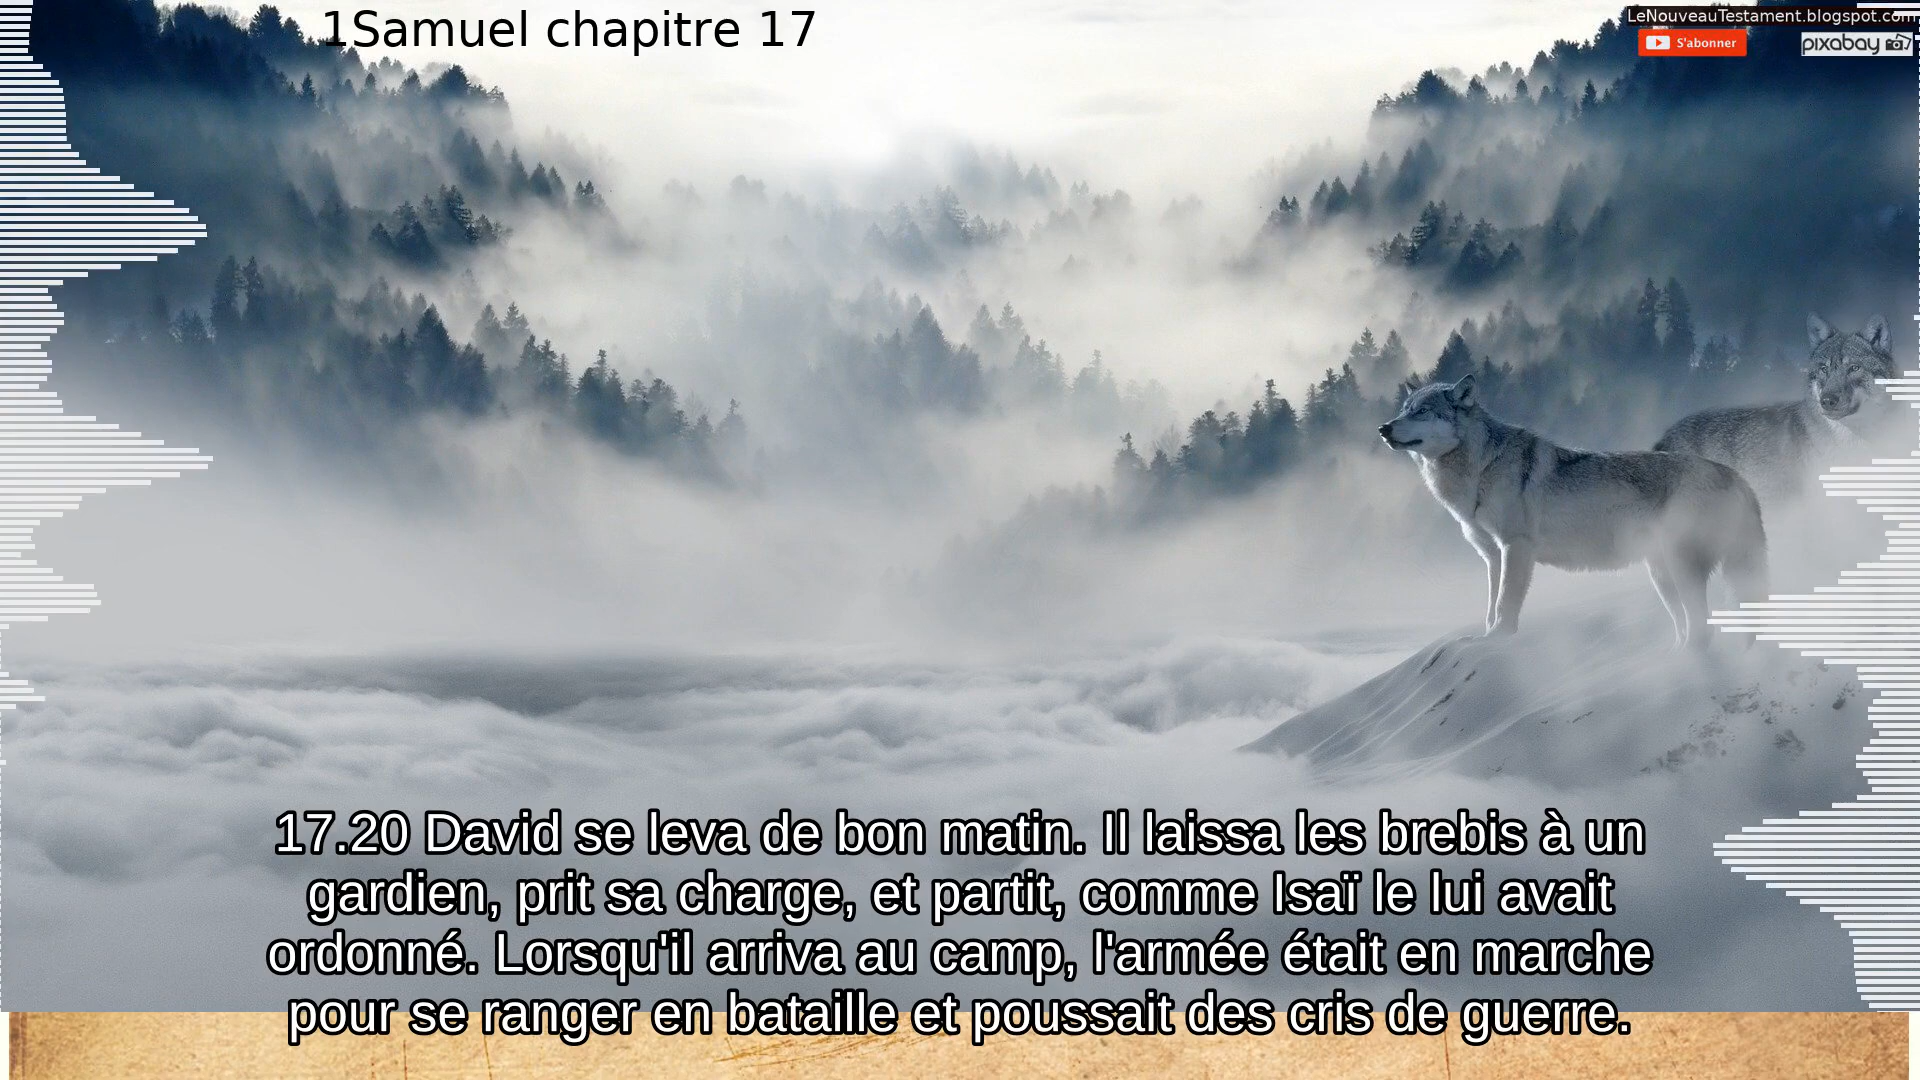 1Samuel chapitre 17
LeNouveauTestament.blogspot.com
S'abonner
pixabay
17.20 David se leva de bon matin. Il laissa les brebis à un
gardien, prit sa charge, et partit, comme Isaï le lui avait
ordonné. Lorsqu'il arriva au camp, l'armée était en marche
pour se ranger en bataille et poussait des cris de guerre.